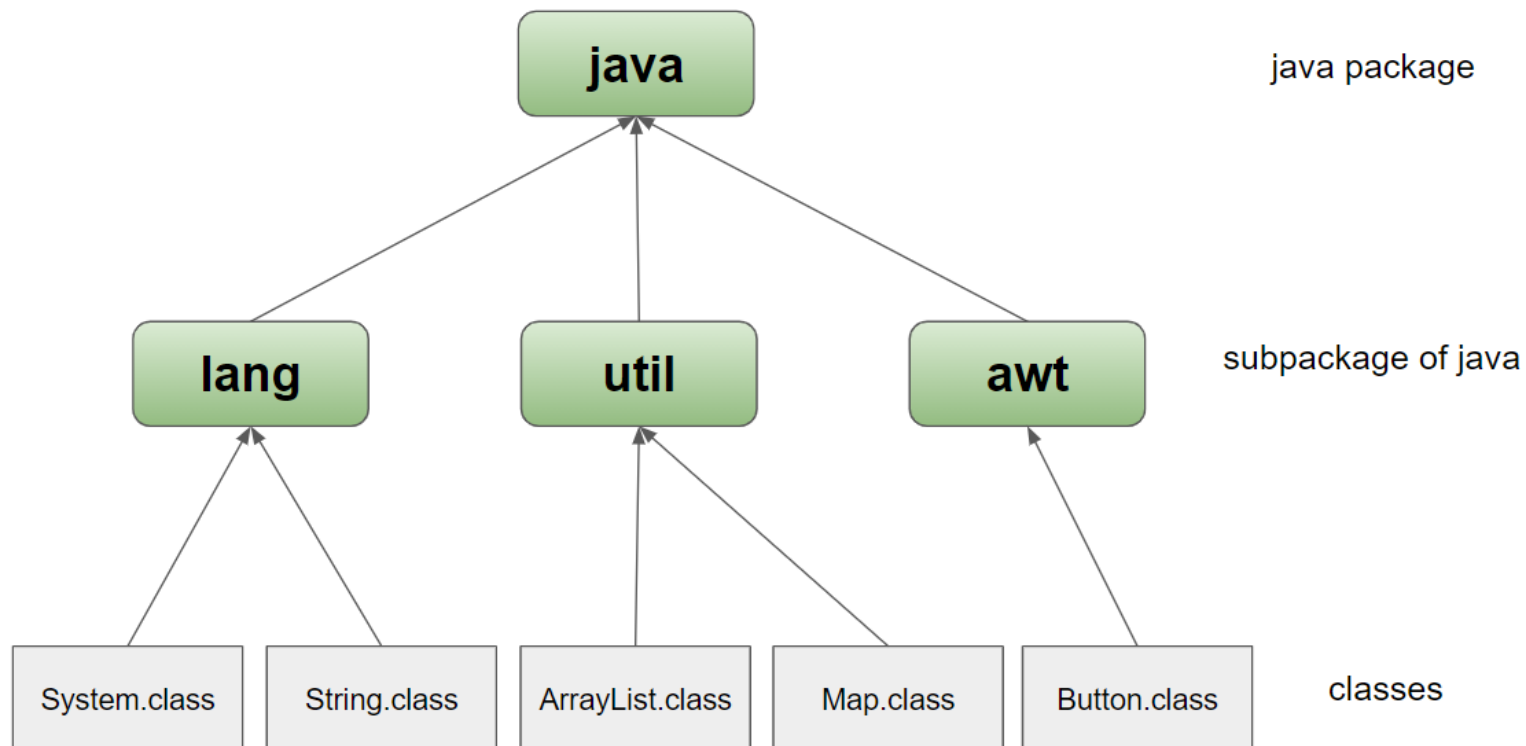 java
java package
lang
util
awt
subpackage of java
System.class
String.class
ArrayList.class
Map.class
Button.class
classes